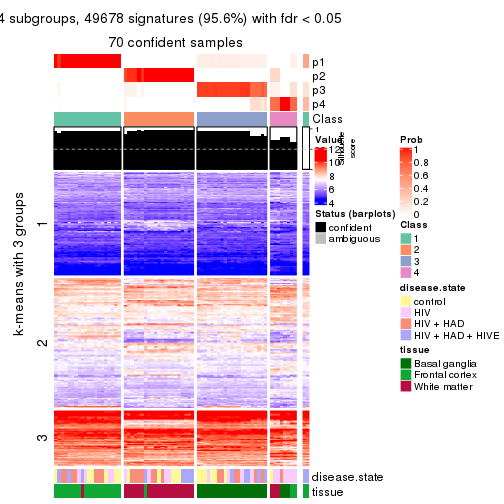 4 subgroups, 49678 signatures (95.6%) with fdr < 0.05
70 confident samples
p1
p2
p3
p4
Class
1
Silhouette
score
Value
12
10
8
6
4
Status (barplots)
confident
ambiguous
Prob
1
0.8
0.6
0.4
0.2
0
Class
1
2
3
4
disease.state
control
HIV
HIV + HAD
HIV + HAD + HIVE
tissue
Basal ganglia
Frontal cortex
White matter
k-means with 3 groups
1
2
3
disease.state
tissue